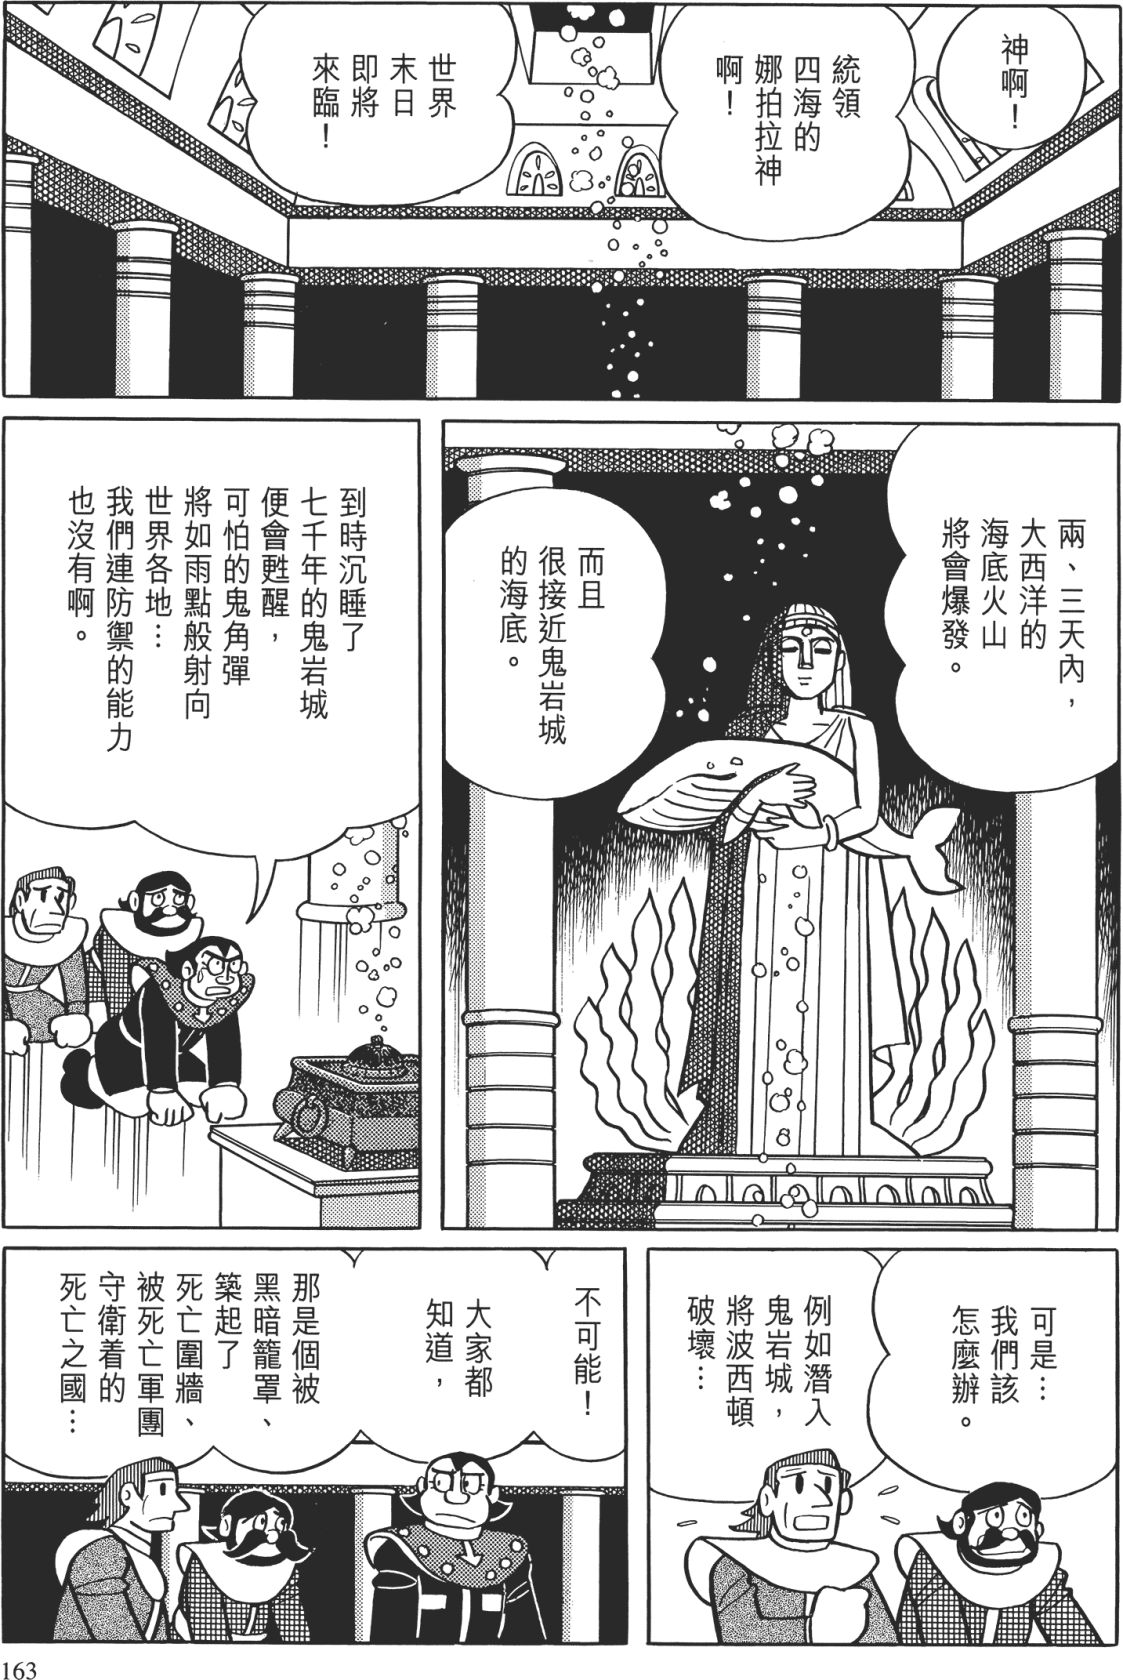 神啊！
統領
四海的
娜拍拉神
啊！
世界
末日
即將
來臨！
兩、三天內，
大西洋的
海底火山
將會爆發。
而且
很接近鬼岩城
的海底。
到時沉睡了
七千年的鬼岩城
便會甦醒，
可怕的鬼角彈
將如雨點般射向
世界各地…
我們連防禦的能力
也沒有啊。
可是…
我們該
怎麼辦。
例如潛入
鬼岩城，
將波西頓
破壞…
不可能！
大家都
知道，
那是個被
黑暗籠罩、
築起了
死亡圍牆、
被死亡軍團
守衛着的
死亡之國…
163